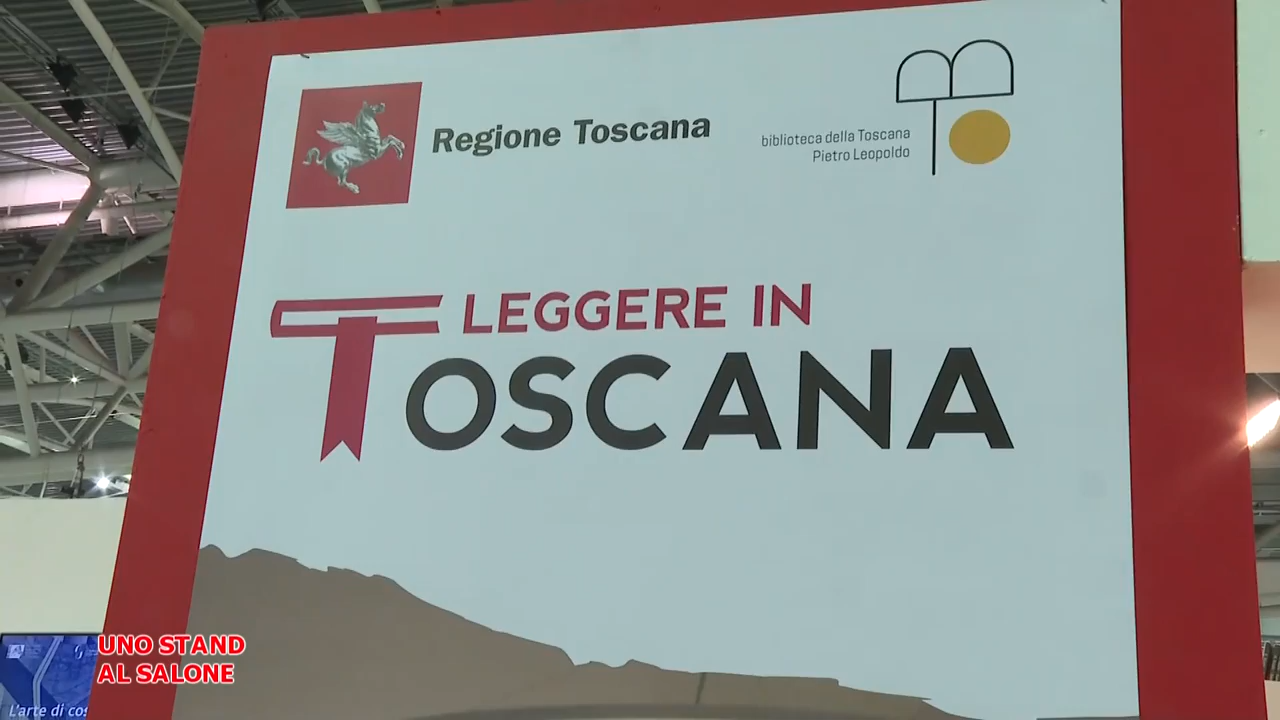 Regione Toscana
biblioteca della Toscana
Pietro Leopoldo
LEGGERE IN
TOSCANA
UNO STAND
AL SALONE
L'arte di cos